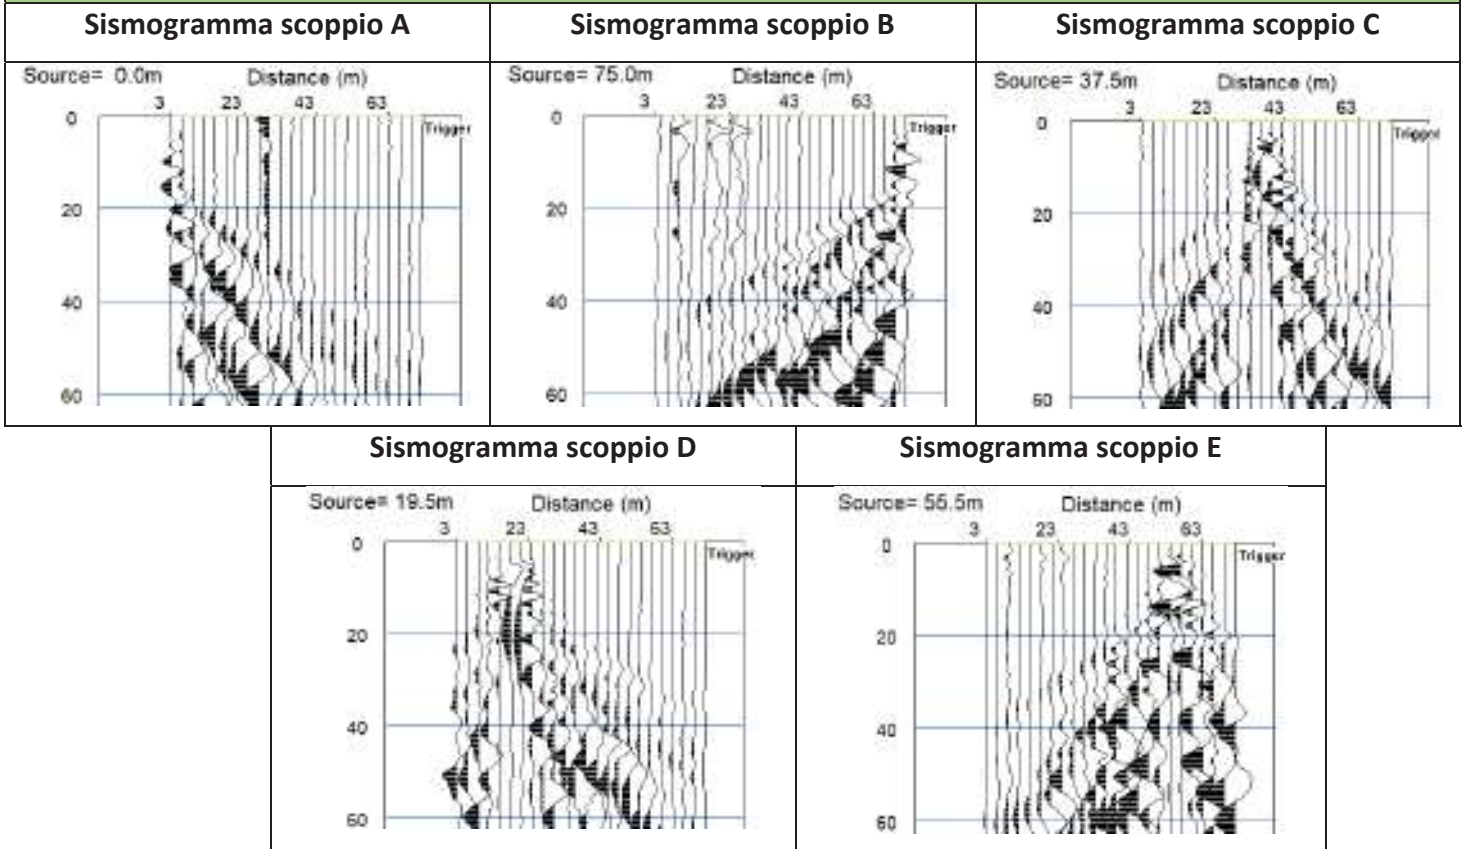 Sismogramma scoppio A
Sismogramma scoppio B
Sismogramma scoppio C
Source= 0.0m Distance (m)
3 23 43 63
Trigger
0
20
40
60
Source= 75.0m Distance (m)
3 23 43 63
Trigger
0
20
40
60
Source= 37.5m Distance (m)
3 23 43 63
Trigger
0
20
40
60
Sismogramma scoppio D
Sismogramma scoppio E
Source= 19.5m Distance (m)
3 23 43 63
Trigger
0
20
40
60
Source= 55.5m Distance (m)
3 23 43 63
Trigger
0
20
40
60